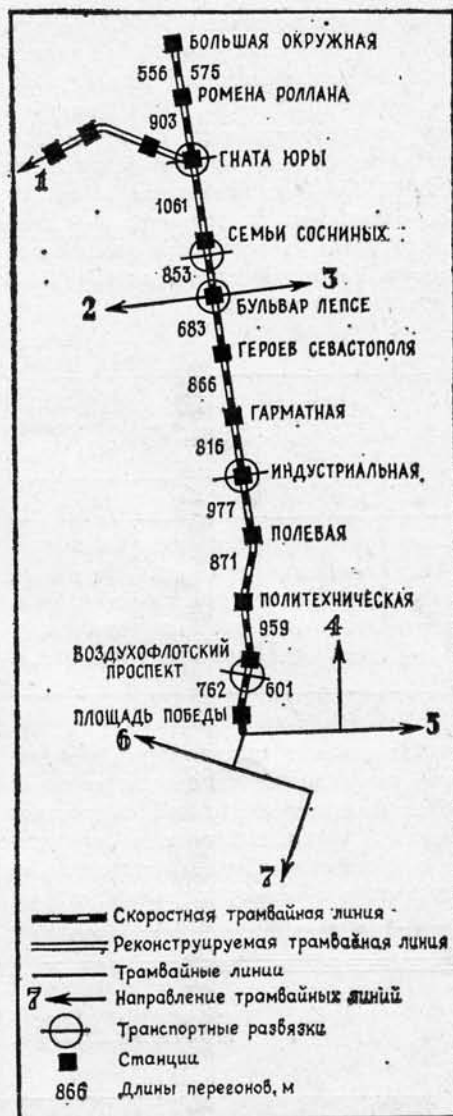 БОЛЬШАЯ ОКРУЖНАЯ
556 575
РОМЕНА РОЛЛАНА
903
ГНАТА ЮРЫ
1
1061
СЕМЬИ СОСНИНЫХ
853
3
2
БУЛЬВАР ЛЕПСЕ
683
ГЕРОЕВ СЕВАСТОПОЛЯ
866
ГАРМАТНАЯ
816
ИНДУСТРИАЛЬНАЯ
977
ПОЛЕВАЯ
871
ПОЛИТЕХНИЧЕСКАЯ
959
4
ВОЗДУХОФЛОТСКИЙ
ПРОСПЕКТ
762 601
ПЛОЩАДЬ ПОБЕДЫ
5
6
7
Скоростная трамвайная линия
Реконструируемая трамвайная линия
Трамвайные линии
7 Направление трамвайных линий
Транспортные развязки
Станции
866 Длины перегонов, м